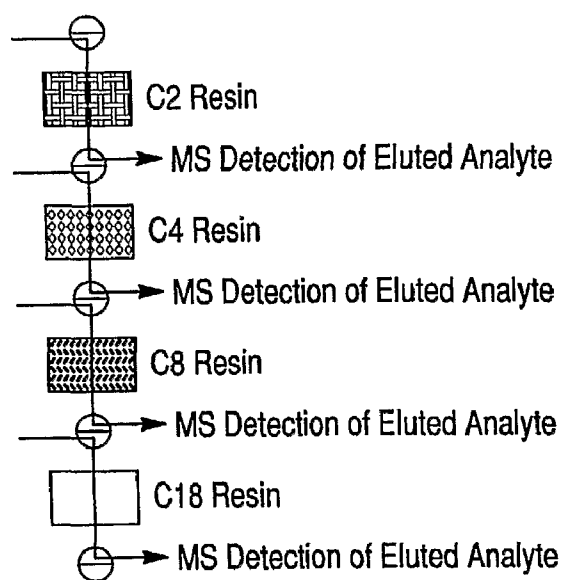 C2 Resin
MS Detection of Eluted Analyte
C4 Resin
MS Detection of Eluted Analyte
C8 Resin
MS Detection of Eluted Analyte
C18 Resin
MS Detection of Eluted Analyte